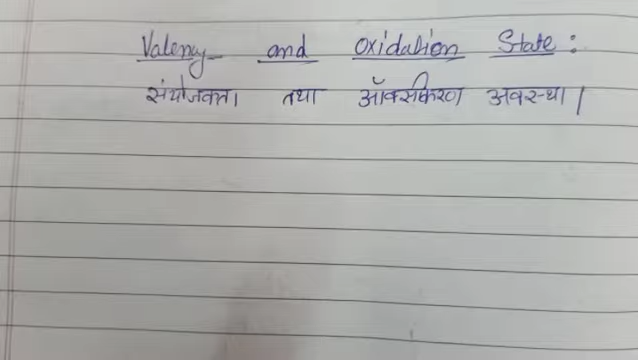 Valency and Oxidation State :
संयोजकता तथा ऑक्सीकरण अवस्था |